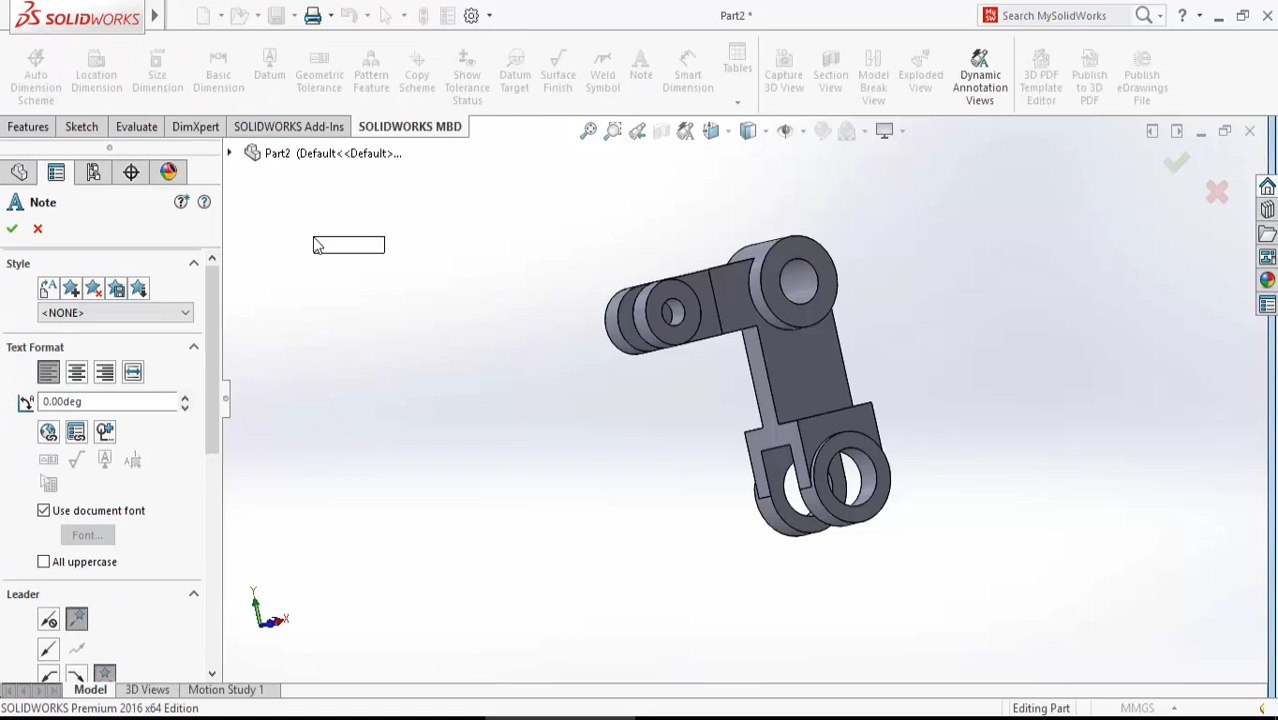 SOLIDWORKS
Part2 *
Search MySolidWorks
Auto Dimension Scheme
Location Dimension
Size Dimension
Basic Dimension
Datum
Geometric Tolerance
Pattern Feature
Copy Scheme
Show Tolerance Status
Datum Target
Surface Finish
Weld Symbol
Note
Smart Dimension
Tables
Capture 3D View
Section View
Model Break View
Exploded View
Dynamic Annotation Views
3D PDF Template Editor
Publish to 3D PDF
Publish eDrawings File
Features
Sketch
Evaluate
DimXpert
SOLIDWORKS Add-Ins
SOLIDWORKS MBD
Part2 (Default<<Default>...
Note
Style
<NONE>
Text Format
0.00deg
Use document font
Font...
All uppercase
Leader
Y
X
Model
3D Views
Motion Study 1
SOLIDWORKS Premium 2016 x64 Edition
Editing Part
MMGS